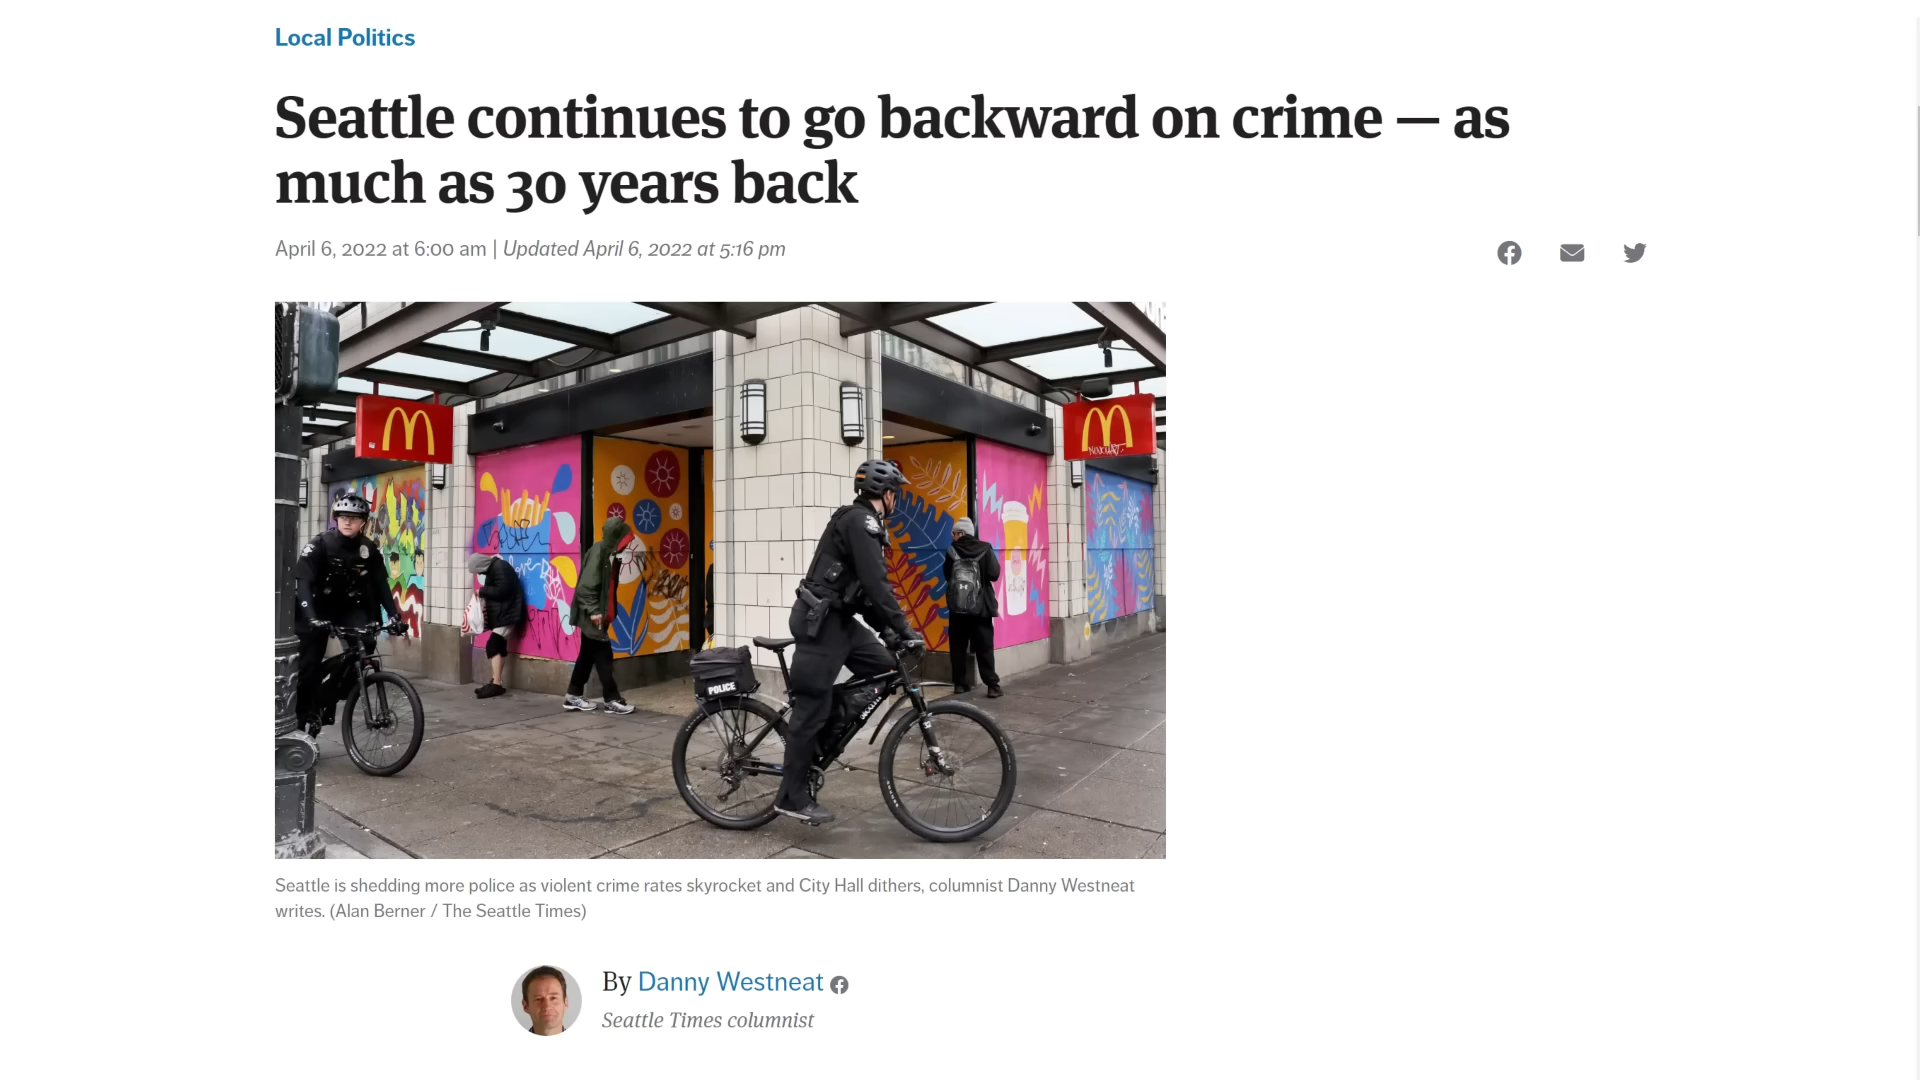 Local Politics
Seattle continues to go backward on crime — as
much as 30 years back
April 6, 2022 at 6:00 am | Updated April 6, 2022 at 5:16 pm
POLICE
Seattle is shedding more police as violent crime rates skyrocket and City Hall dithers, columnist Danny Westneat
writes. (Alan Berner / The Seattle Times)
By Danny Westneat
Seattle Times columnist